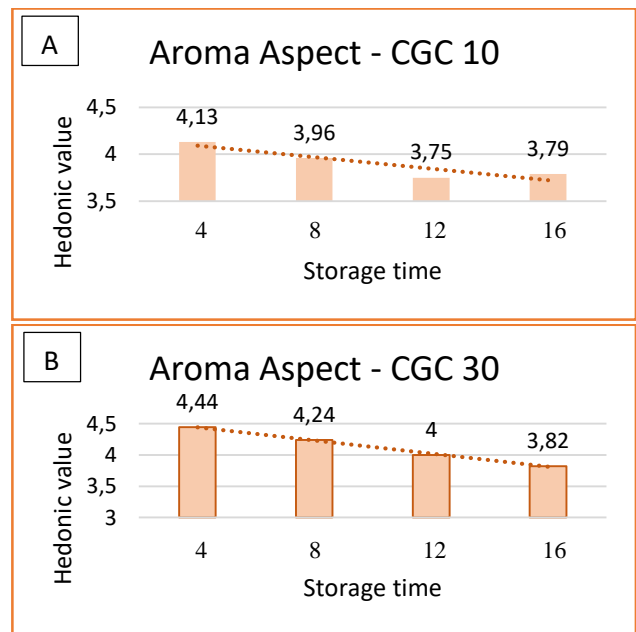 A
Aroma Aspect - CGC 10
Hedonic value
4,5
4
3,5
4,13
3,96
3,75
3,79
4 8 12 16
Storage time
B
Aroma Aspect - CGC 30
Hedonic value
4,5
4
3,5
3
4,44
4,24
4
3,82
4 8 12 16
Storage time